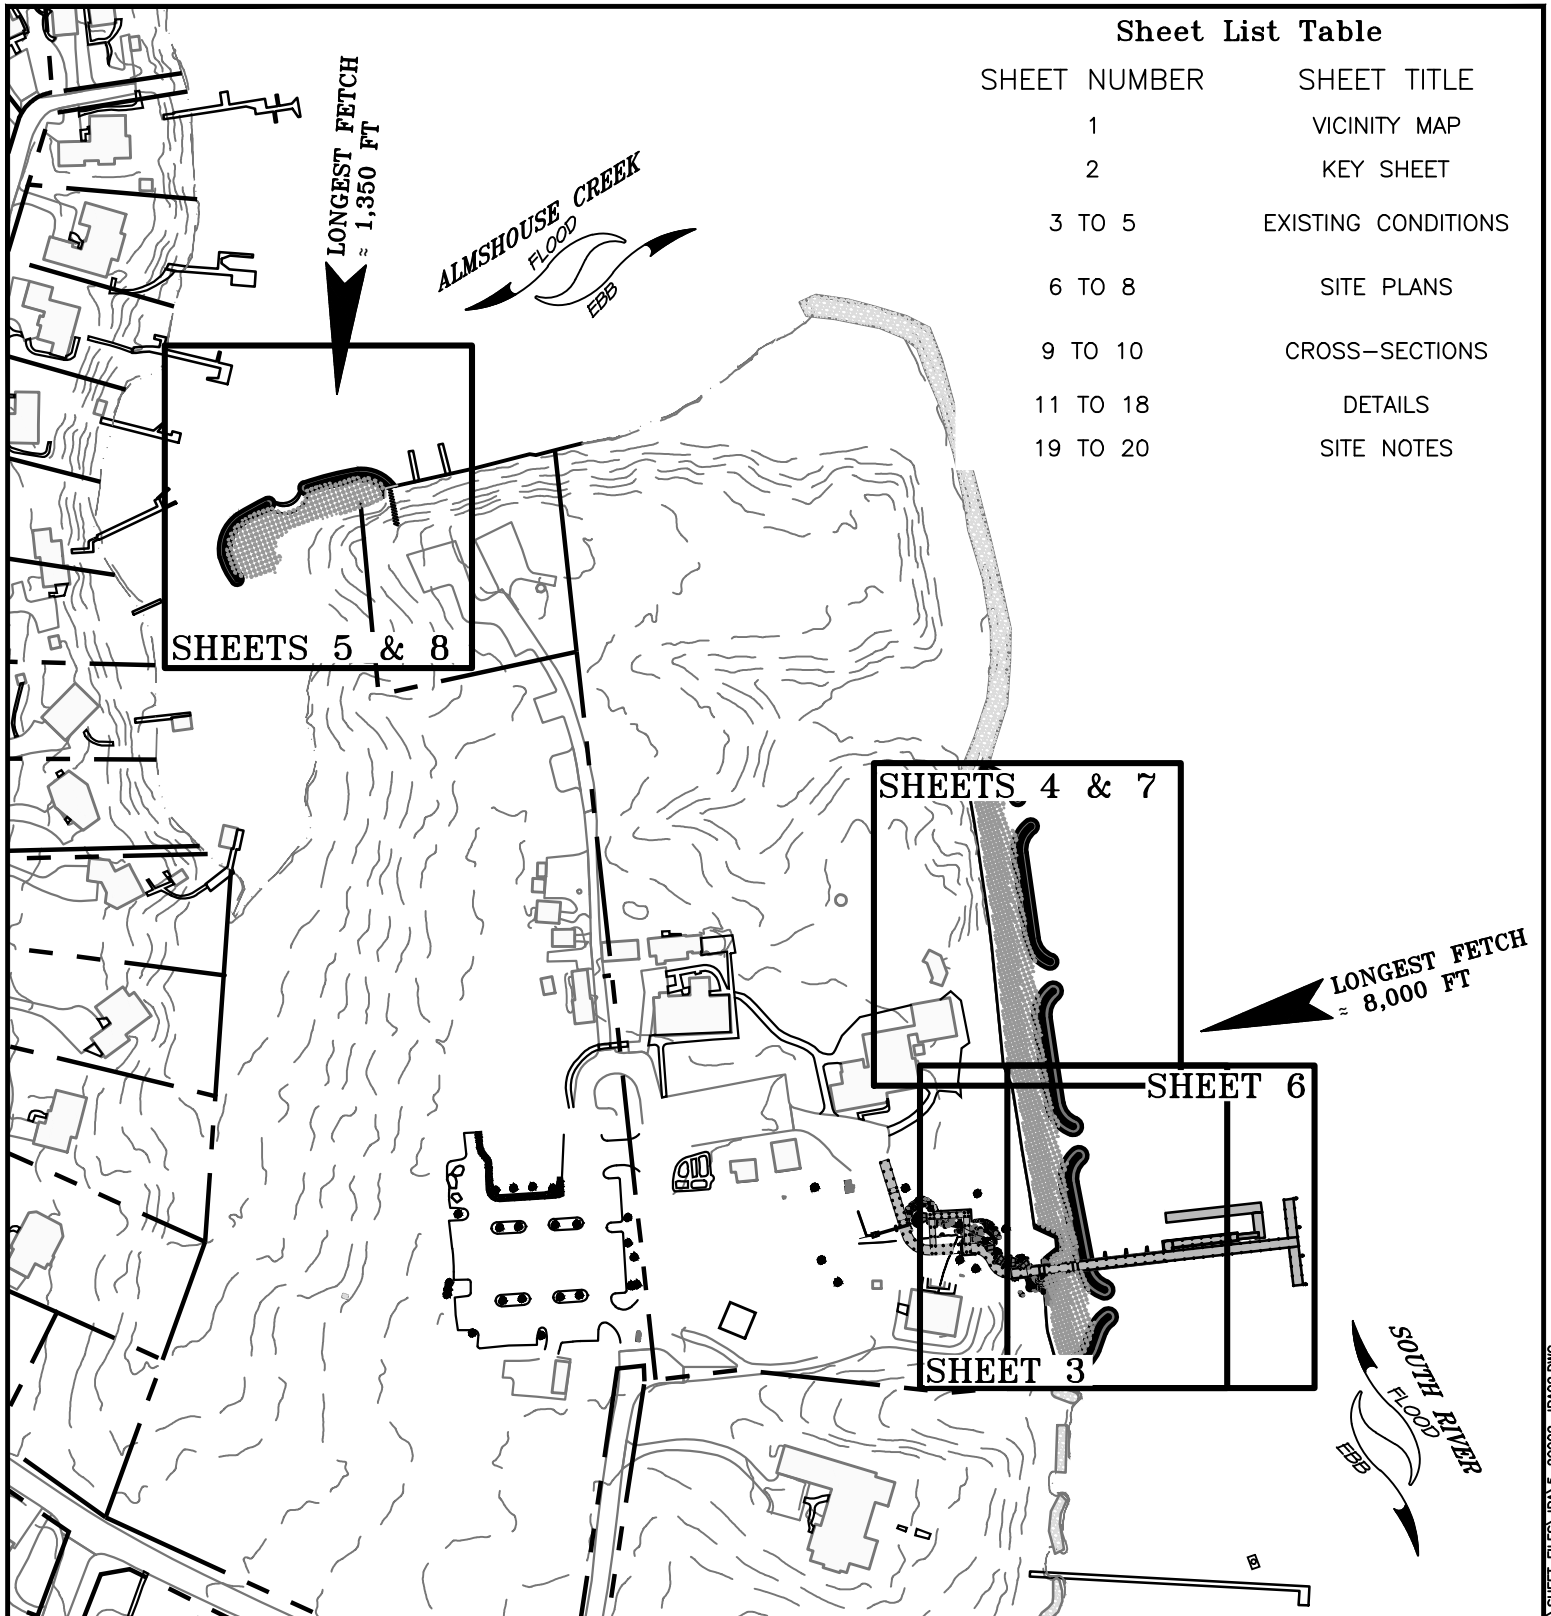 Sheet List Table
SHEET NUMBER SHEET TITLE
1 VICINITY MAP
2 KEY SHEET
3 TO 5 EXISTING CONDITIONS
6 TO 8 SITE PLANS
9 TO 10 CROSS-SECTIONS
11 TO 18 DETAILS
19 TO 20 SITE NOTES
LONGEST FETCH
≈ 1,350 FT
ALMSHOUSE CREEK
FLOOD
EBB
SHEETS 5 & 8
SHEETS 4 & 7
LONGEST FETCH
≈ 8,000 FT
SHEET 6
SHEET 3
SOUTH RIVER
FLOOD
EBB